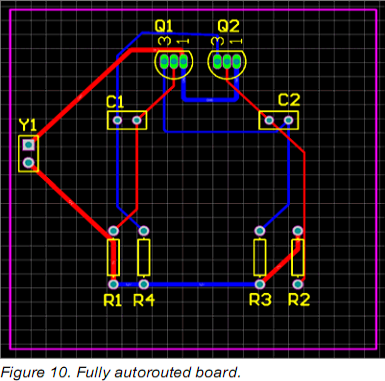 Q1 Q2
3 1 3 1
C1 C2
Y1
R1 R4 R3 R2
Figure 10. Fully autorouted board.